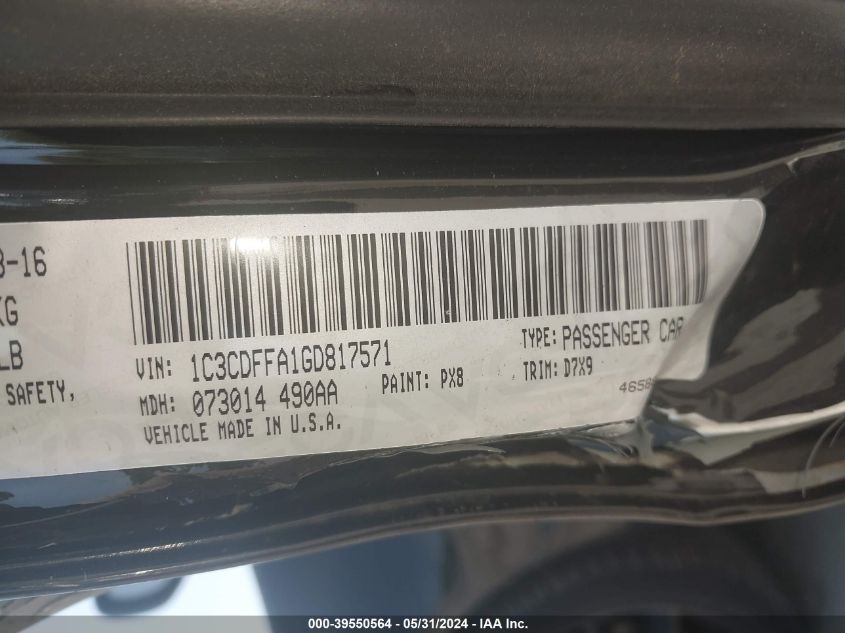 3-16
KG
LB
SAFETY,
VIN: 1C3CDFFA1GD817571
TYPE: PASSENGER CAR
MDH: 073014 490AA
PAINT: PX8
TRIM: D7X9
VEHICLE MADE IN U.S.A.
4658
000-39550564 - 05/31/2024 - IAA Inc.